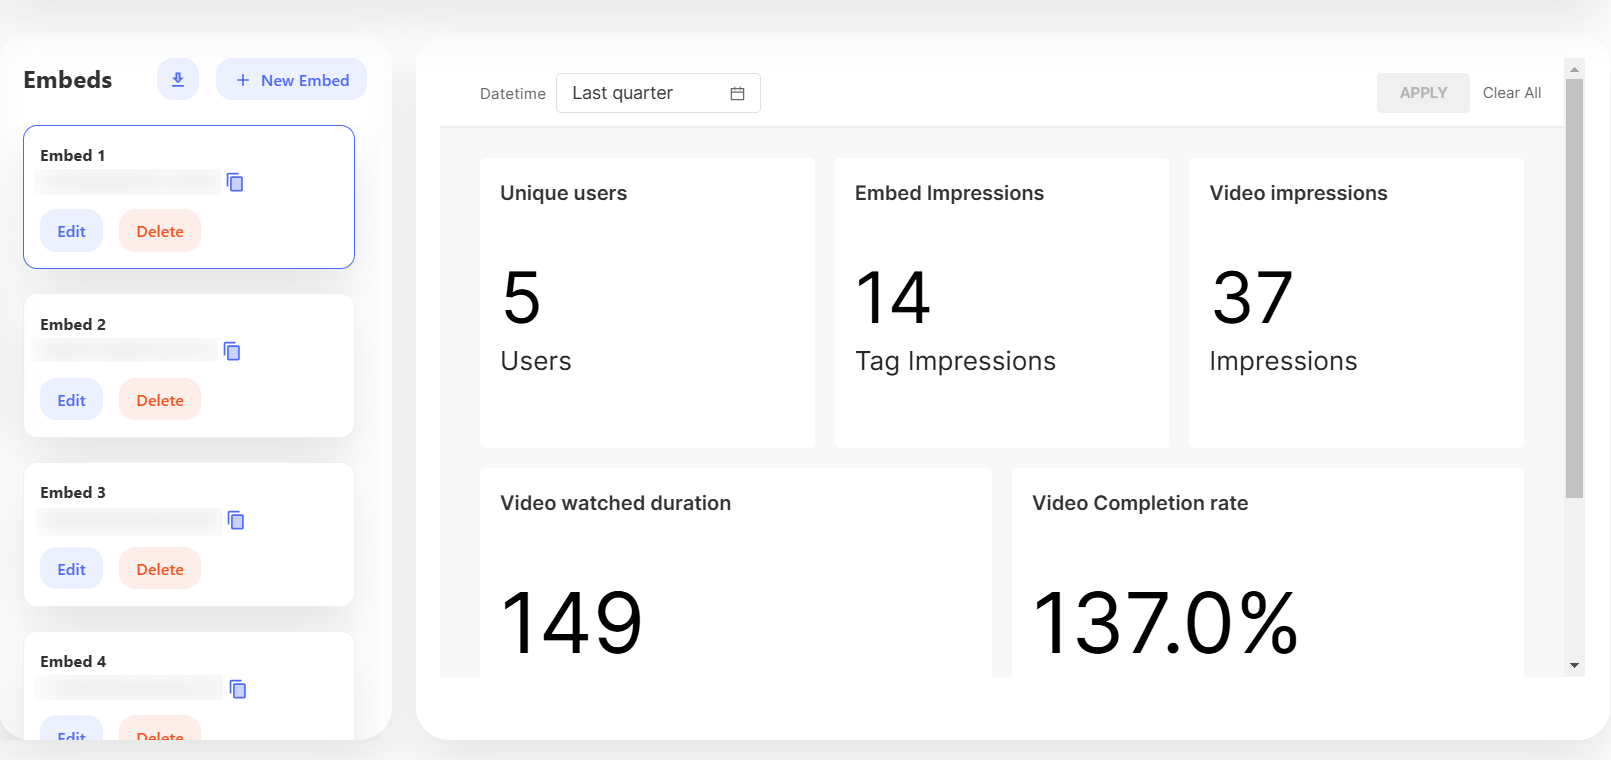 Embeds
+ New Embed
Embed 1
Edit Delete
Embed 2
Edit Delete
Embed 3
Edit Delete
Embed 4
Edit Delete
Datetime Last quarter APPLY Clear All
Unique users
5
Users
Embed Impressions
14
Tag Impressions
Video impressions
37
Impressions
Video watched duration
149
Video Completion rate
137.0%